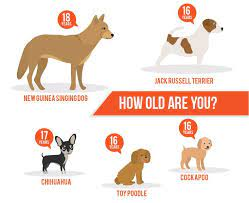 18
YEARS
16
YEARS
NEW GUINEA SINGING DOG
JACK RUSSELL TERRIER
HOW OLD ARE YOU?
17
YEARS
16
YEARS
16
YEARS
CHIHUAHUA
TOY POODLE
COCKAPOO